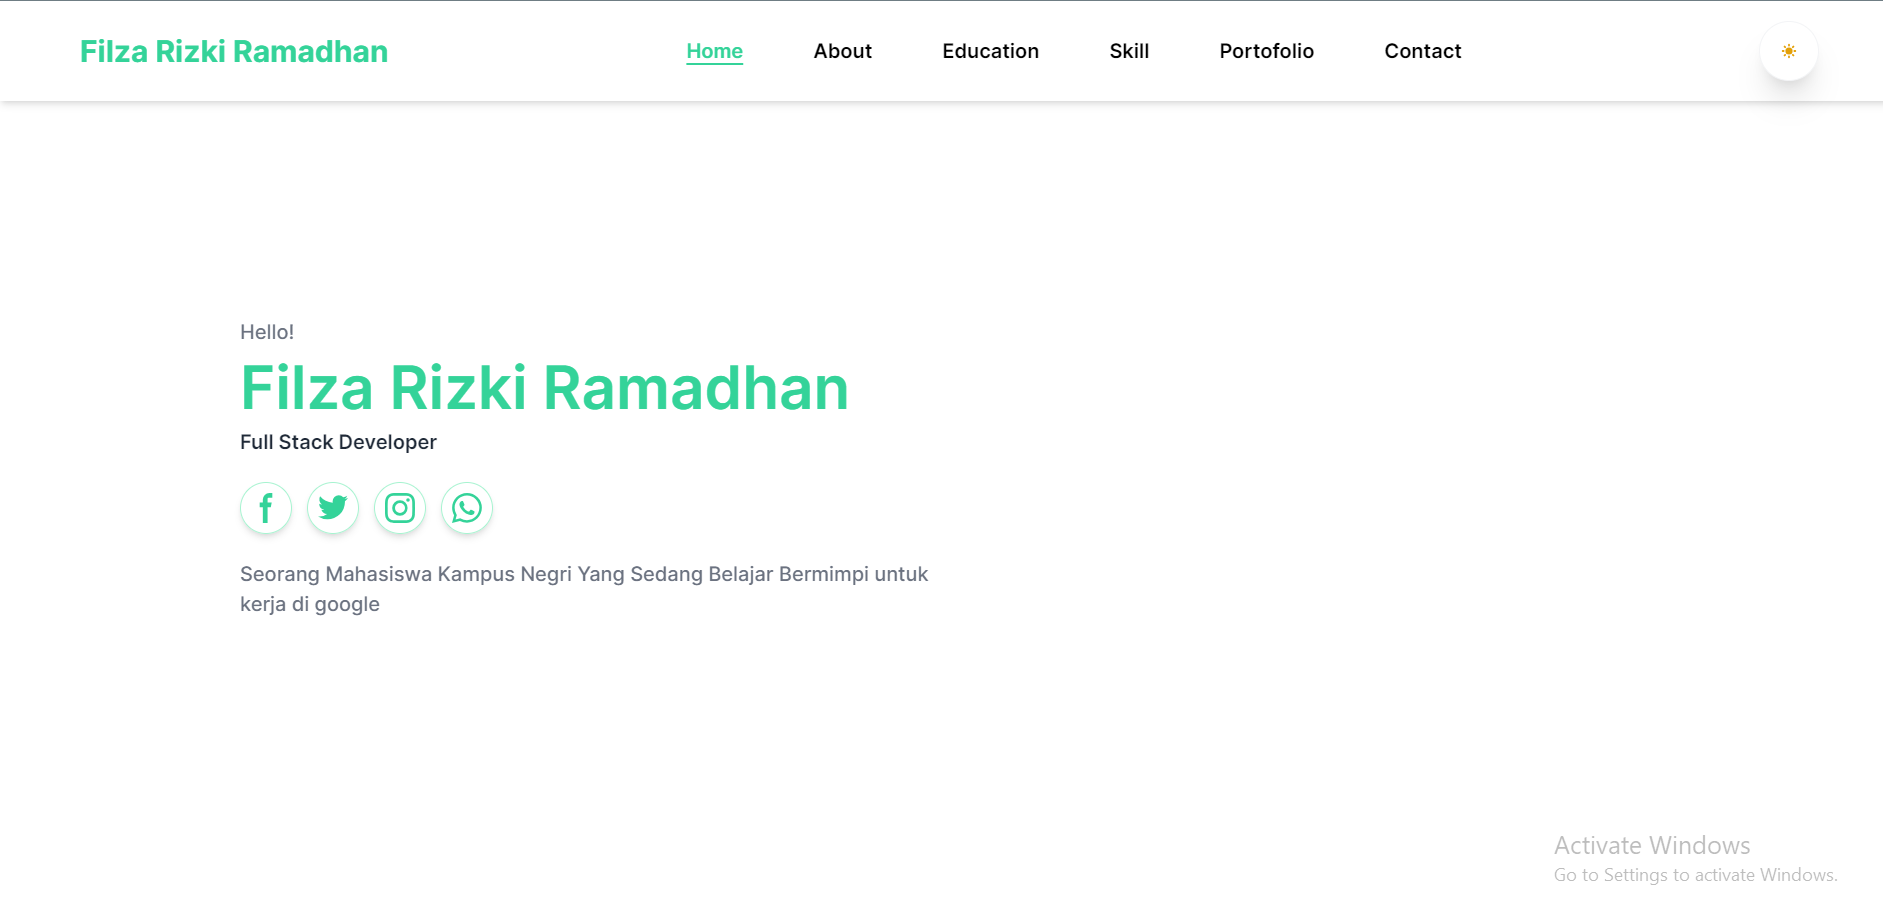 Filza Rizki Ramadhan
Home About Education Skill Portofolio Contact
Hello!
Filza Rizki Ramadhan
Full Stack Developer
Seorang Mahasiswa Kampus Negri Yang Sedang Belajar Bermimpi untuk
kerja di google
Activate Windows
Go to Settings to activate Windows.